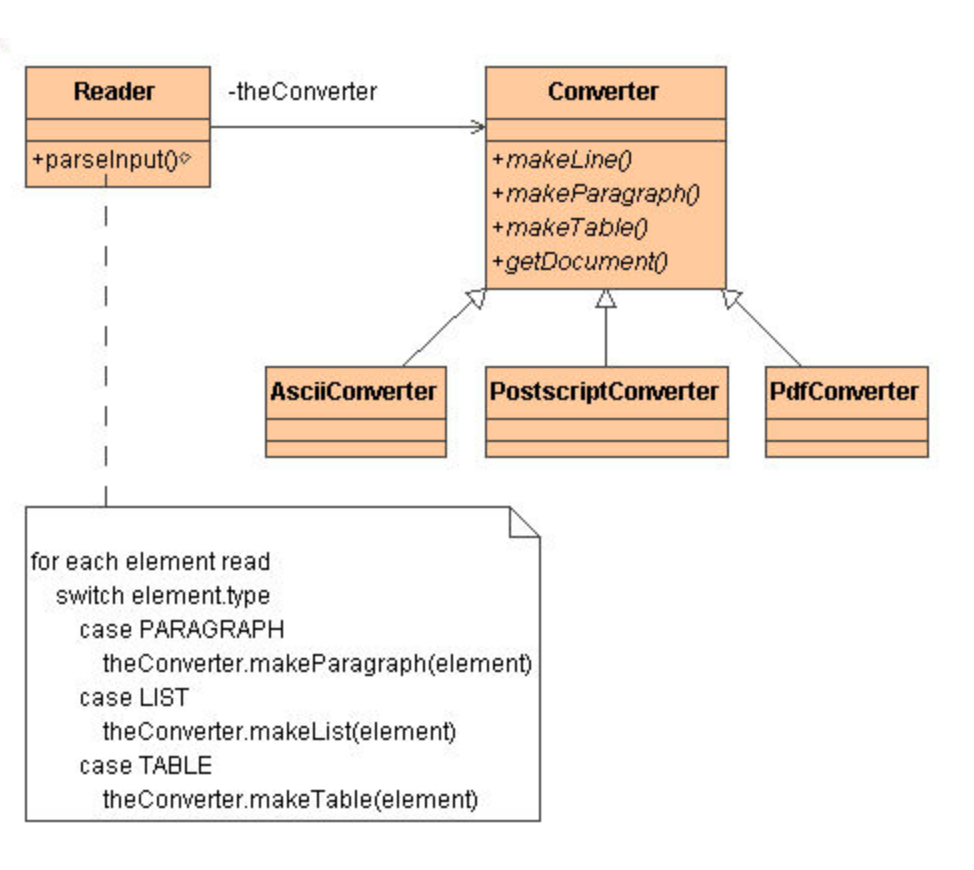 Reader
-theConverter
Converter
+parseInput()
+makeLine()
+makeParagraph()
+makeTable()
+getDocument()
AsciiConverter
PostscriptConverter
PdfConverter
for each element read
switch element.type
case PARAGRAPH
theConverter.makeParagraph(element)
case LIST
theConverter.makeList(element)
case TABLE
theConverter.makeTable(element)